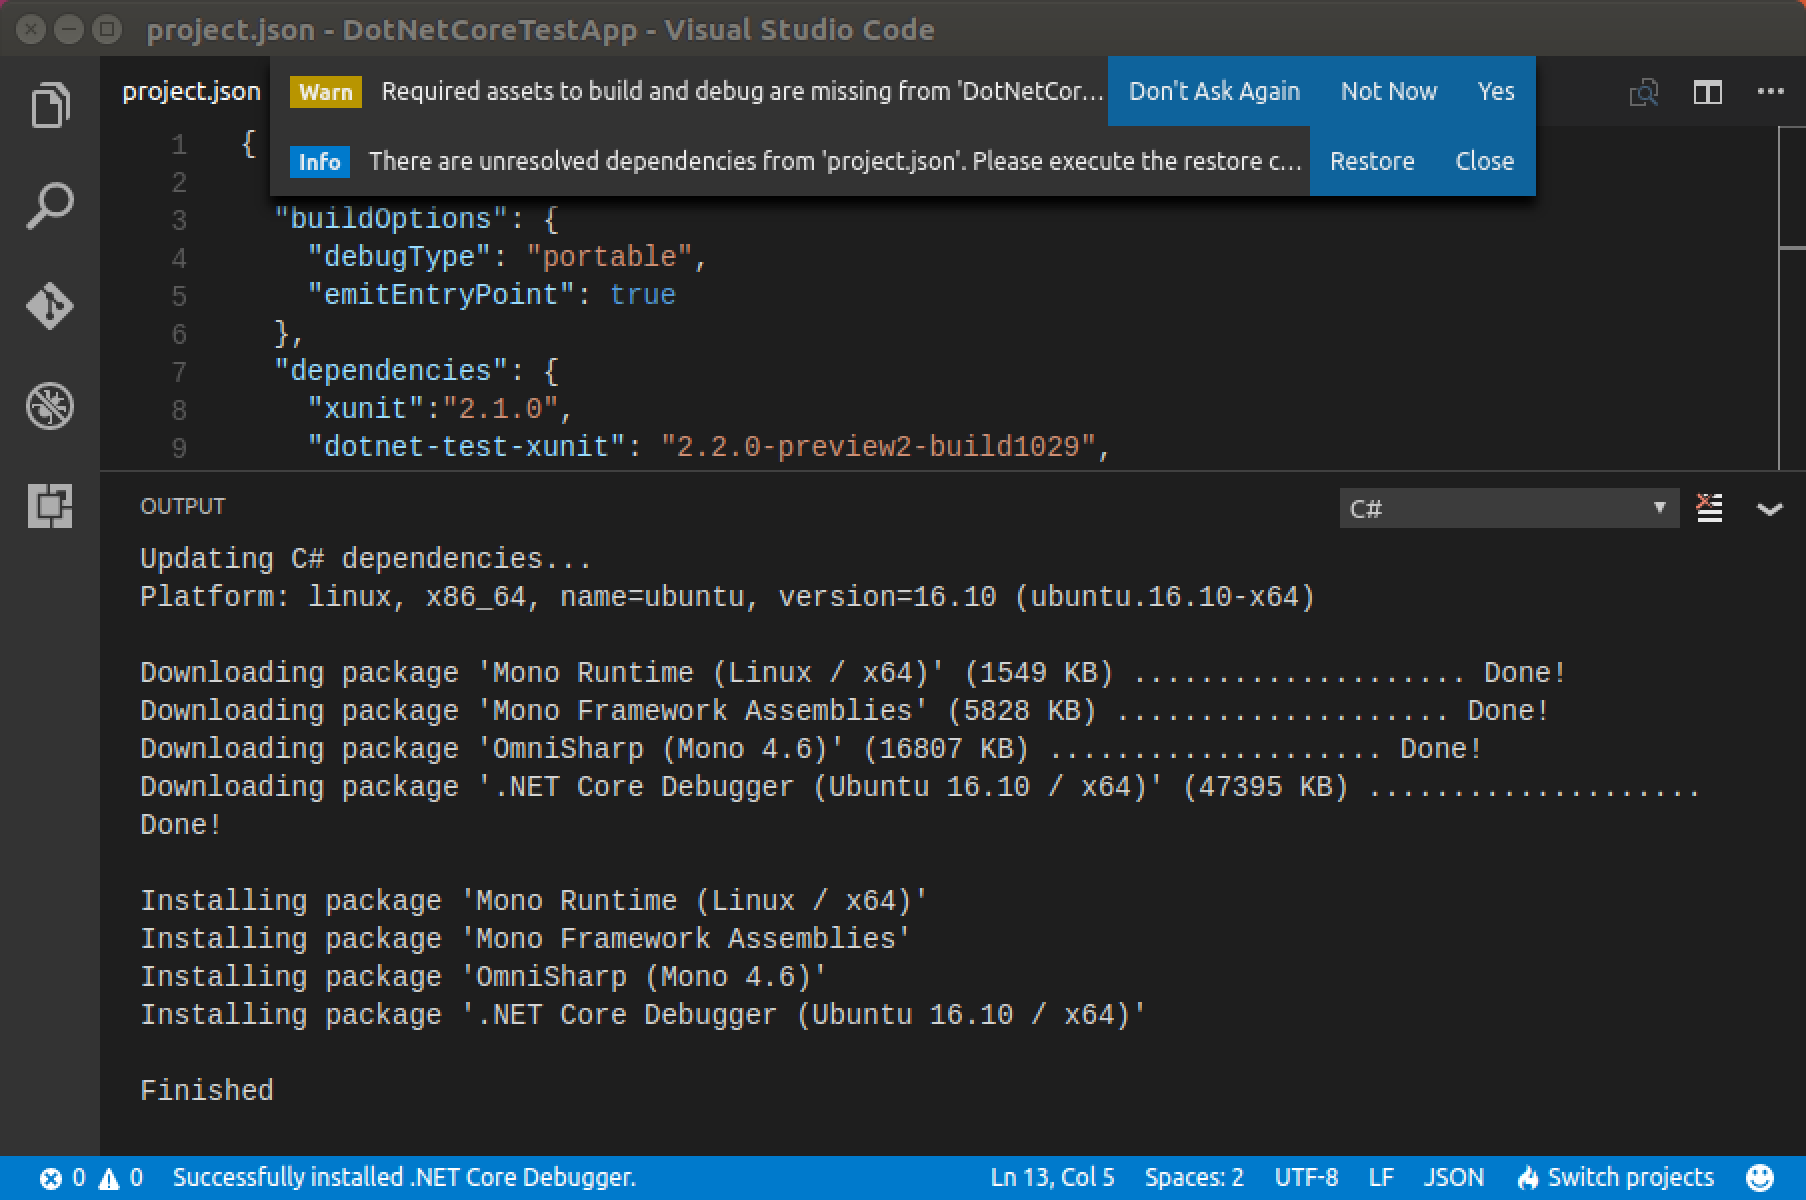 project.json - DotNetCoreTestApp - Visual Studio Code
project.json
Warn Required assets to build and debug are missing from 'DotNetCor... Don't Ask Again Not Now Yes
Info There are unresolved dependencies from 'project.json'. Please execute the restore c... Restore Close
1 {
2
3 "buildOptions": {
4 "debugType": "portable",
5 "emitEntryPoint": true
6 },
7 "dependencies": {
8 "xunit":"2.1.0",
9 "dotnet-test-xunit": "2.2.0-preview2-build1029",
OUTPUT C#
Updating C# dependencies...
Platform: linux, x86_64, name=ubuntu, version=16.10 (ubuntu.16.10-x64)
Downloading package 'Mono Runtime (Linux / x64)' (1549 KB) .................... Done!
Downloading package 'Mono Framework Assemblies' (5828 KB) .................... Done!
Downloading package 'OmniSharp (Mono 4.6)' (16807 KB) .................... Done!
Downloading package '.NET Core Debugger (Ubuntu 16.10 / x64)' (47395 KB) ....................
Done!
Installing package 'Mono Runtime (Linux / x64)'
Installing package 'Mono Framework Assemblies'
Installing package 'OmniSharp (Mono 4.6)'
Installing package '.NET Core Debugger (Ubuntu 16.10 / x64)'
Finished
0 0 Successfully installed .NET Core Debugger. Ln 13, Col 5 Spaces: 2 UTF-8 LF JSON Switch projects